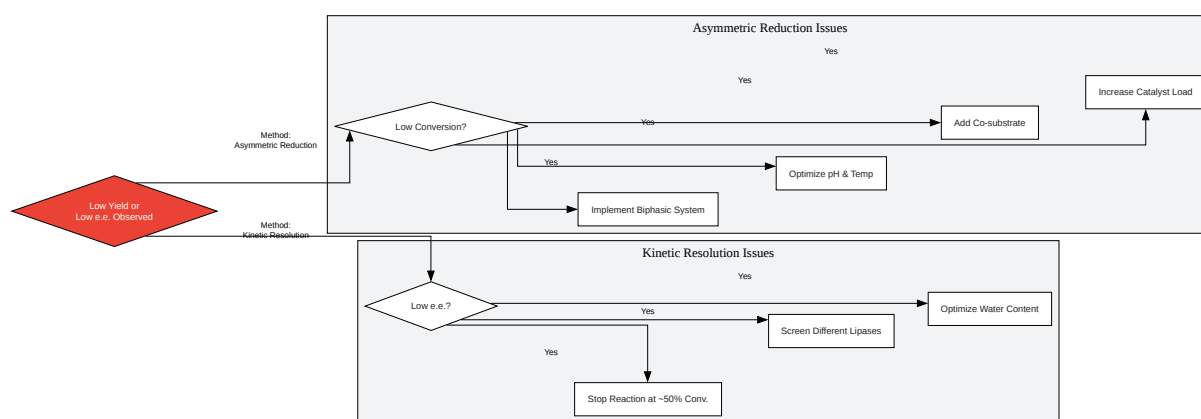 Asymmetric Reduction Issues
Yes
Yes
Increase Catalyst Load
Low Conversion?
Yes
Add Co-substrate
Method:
Asymmetric Reduction
Yes
Optimize pH & Temp
Low Yield or
Low e.e. Observed
Implement Biphasic System
Method:
Kinetic Resolution
Kinetic Resolution Issues
Yes
Low e.e.?
Yes
Optimize Water Content
Screen Different Lipases
Yes
Stop Reaction at ~50% Conv.